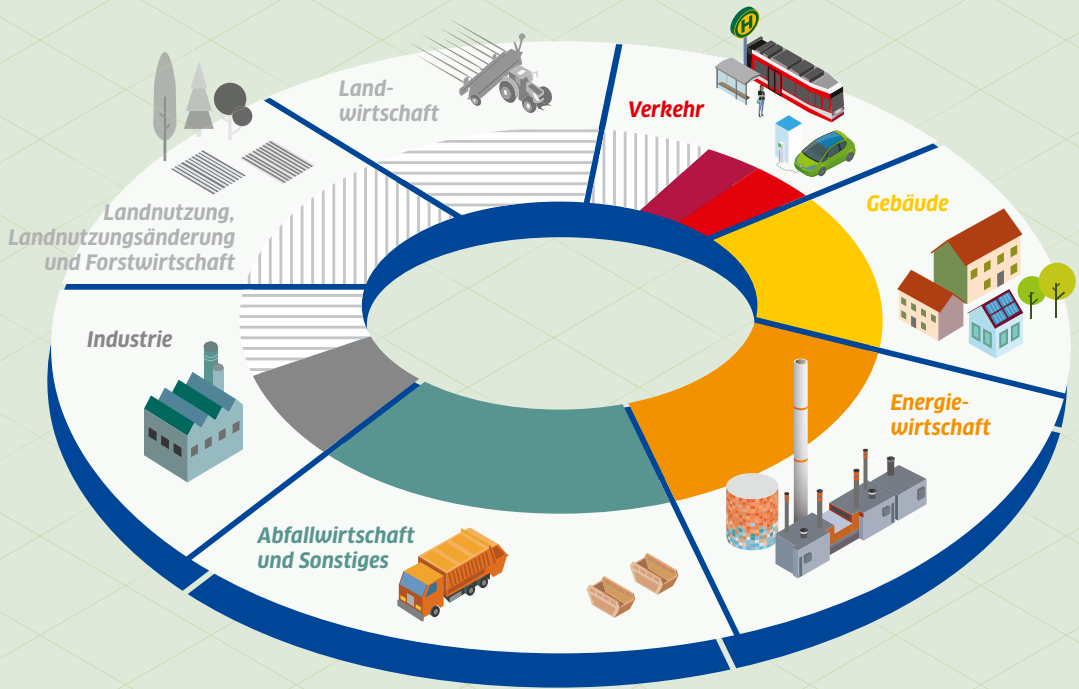 H
Land-
wirtschaft
Verkehr
Gebäude
Landnutzung,
Landnutzungsänderung
und Forstwirtschaft
Industrie
Energie-
wirtschaft
Abfallwirtschaft
und Sonstiges